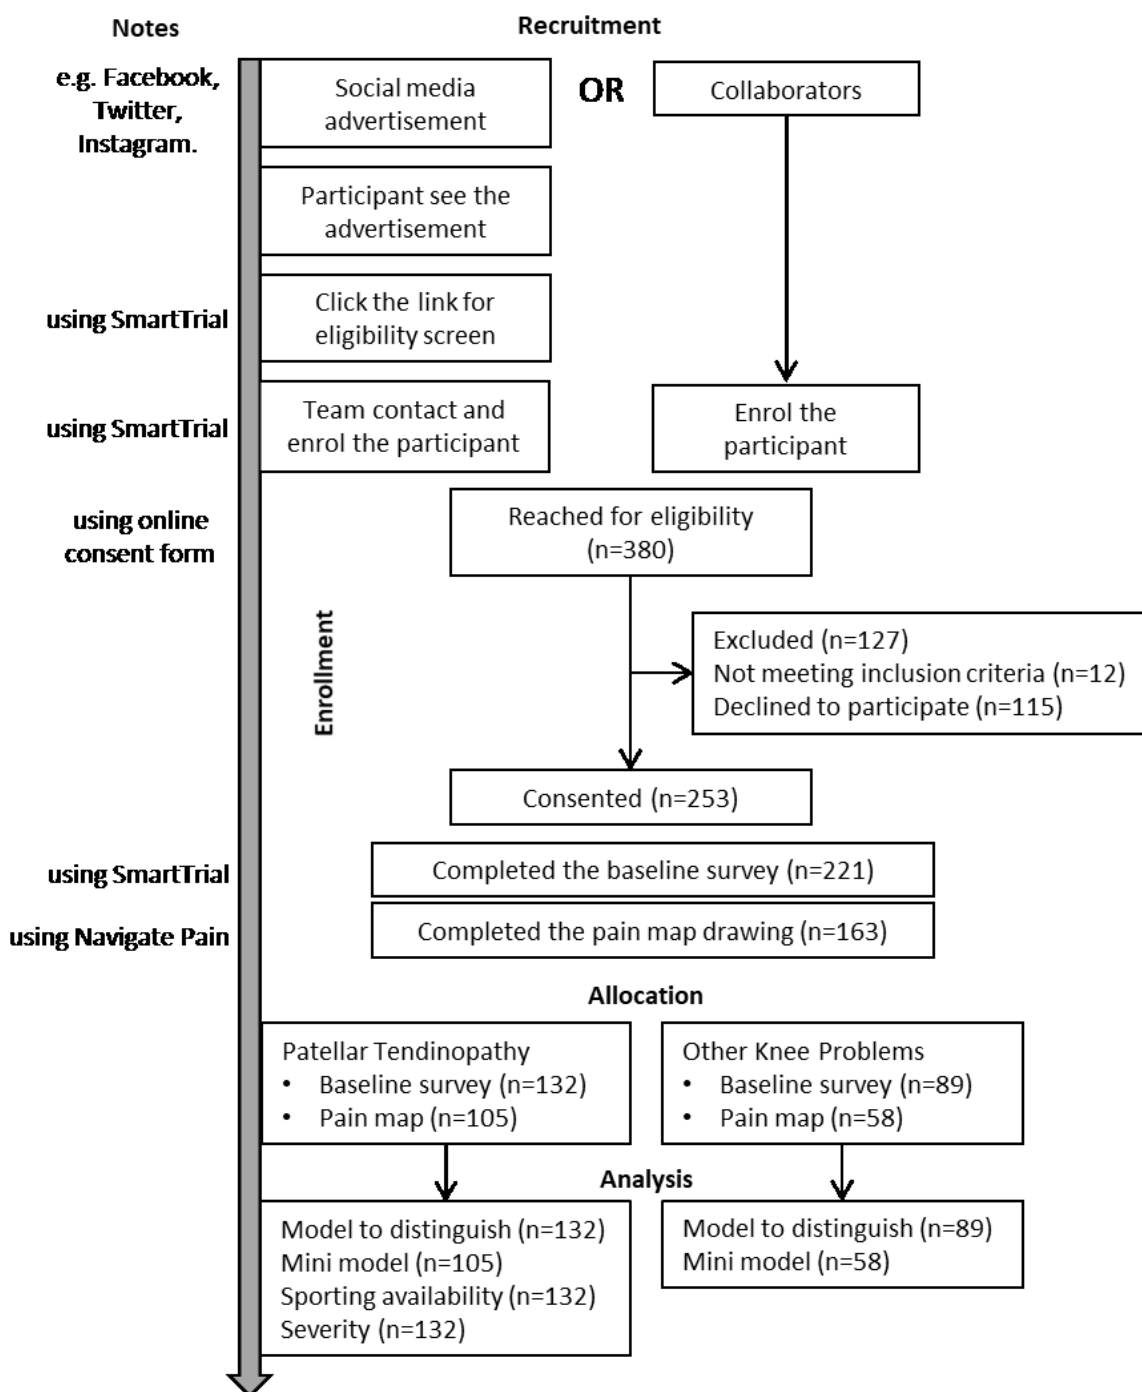 Notes
Recruitment
e.g. Facebook,
Twitter,
Instagram.
Social media
advertisement
OR
Collaborators
Participant see the
advertisement
using SmartTrial
Click the link for
eligibility screen
using SmartTrial
Team contact and
enrol the participant
Enrol the
participant
using online
consent form
Reached for eligibility
(n=380)
Enrollment
Excluded (n=127)
Not meeting inclusion criteria (n=12)
Declined to participate (n=115)
Consented (n=253)
using SmartTrial
Completed the baseline survey (n=221)
using Navigate Pain
Completed the pain map drawing (n=163)
Allocation
Patellar Tendinopathy
• Baseline survey (n=132)
• Pain map (n=105)
Other Knee Problems
• Baseline survey (n=89)
• Pain map (n=58)
Analysis
Model to distinguish (n=132)
Mini model (n=105)
Sporting availability (n=132)
Severity (n=132)
Model to distinguish (n=89)
Mini model (n=58)